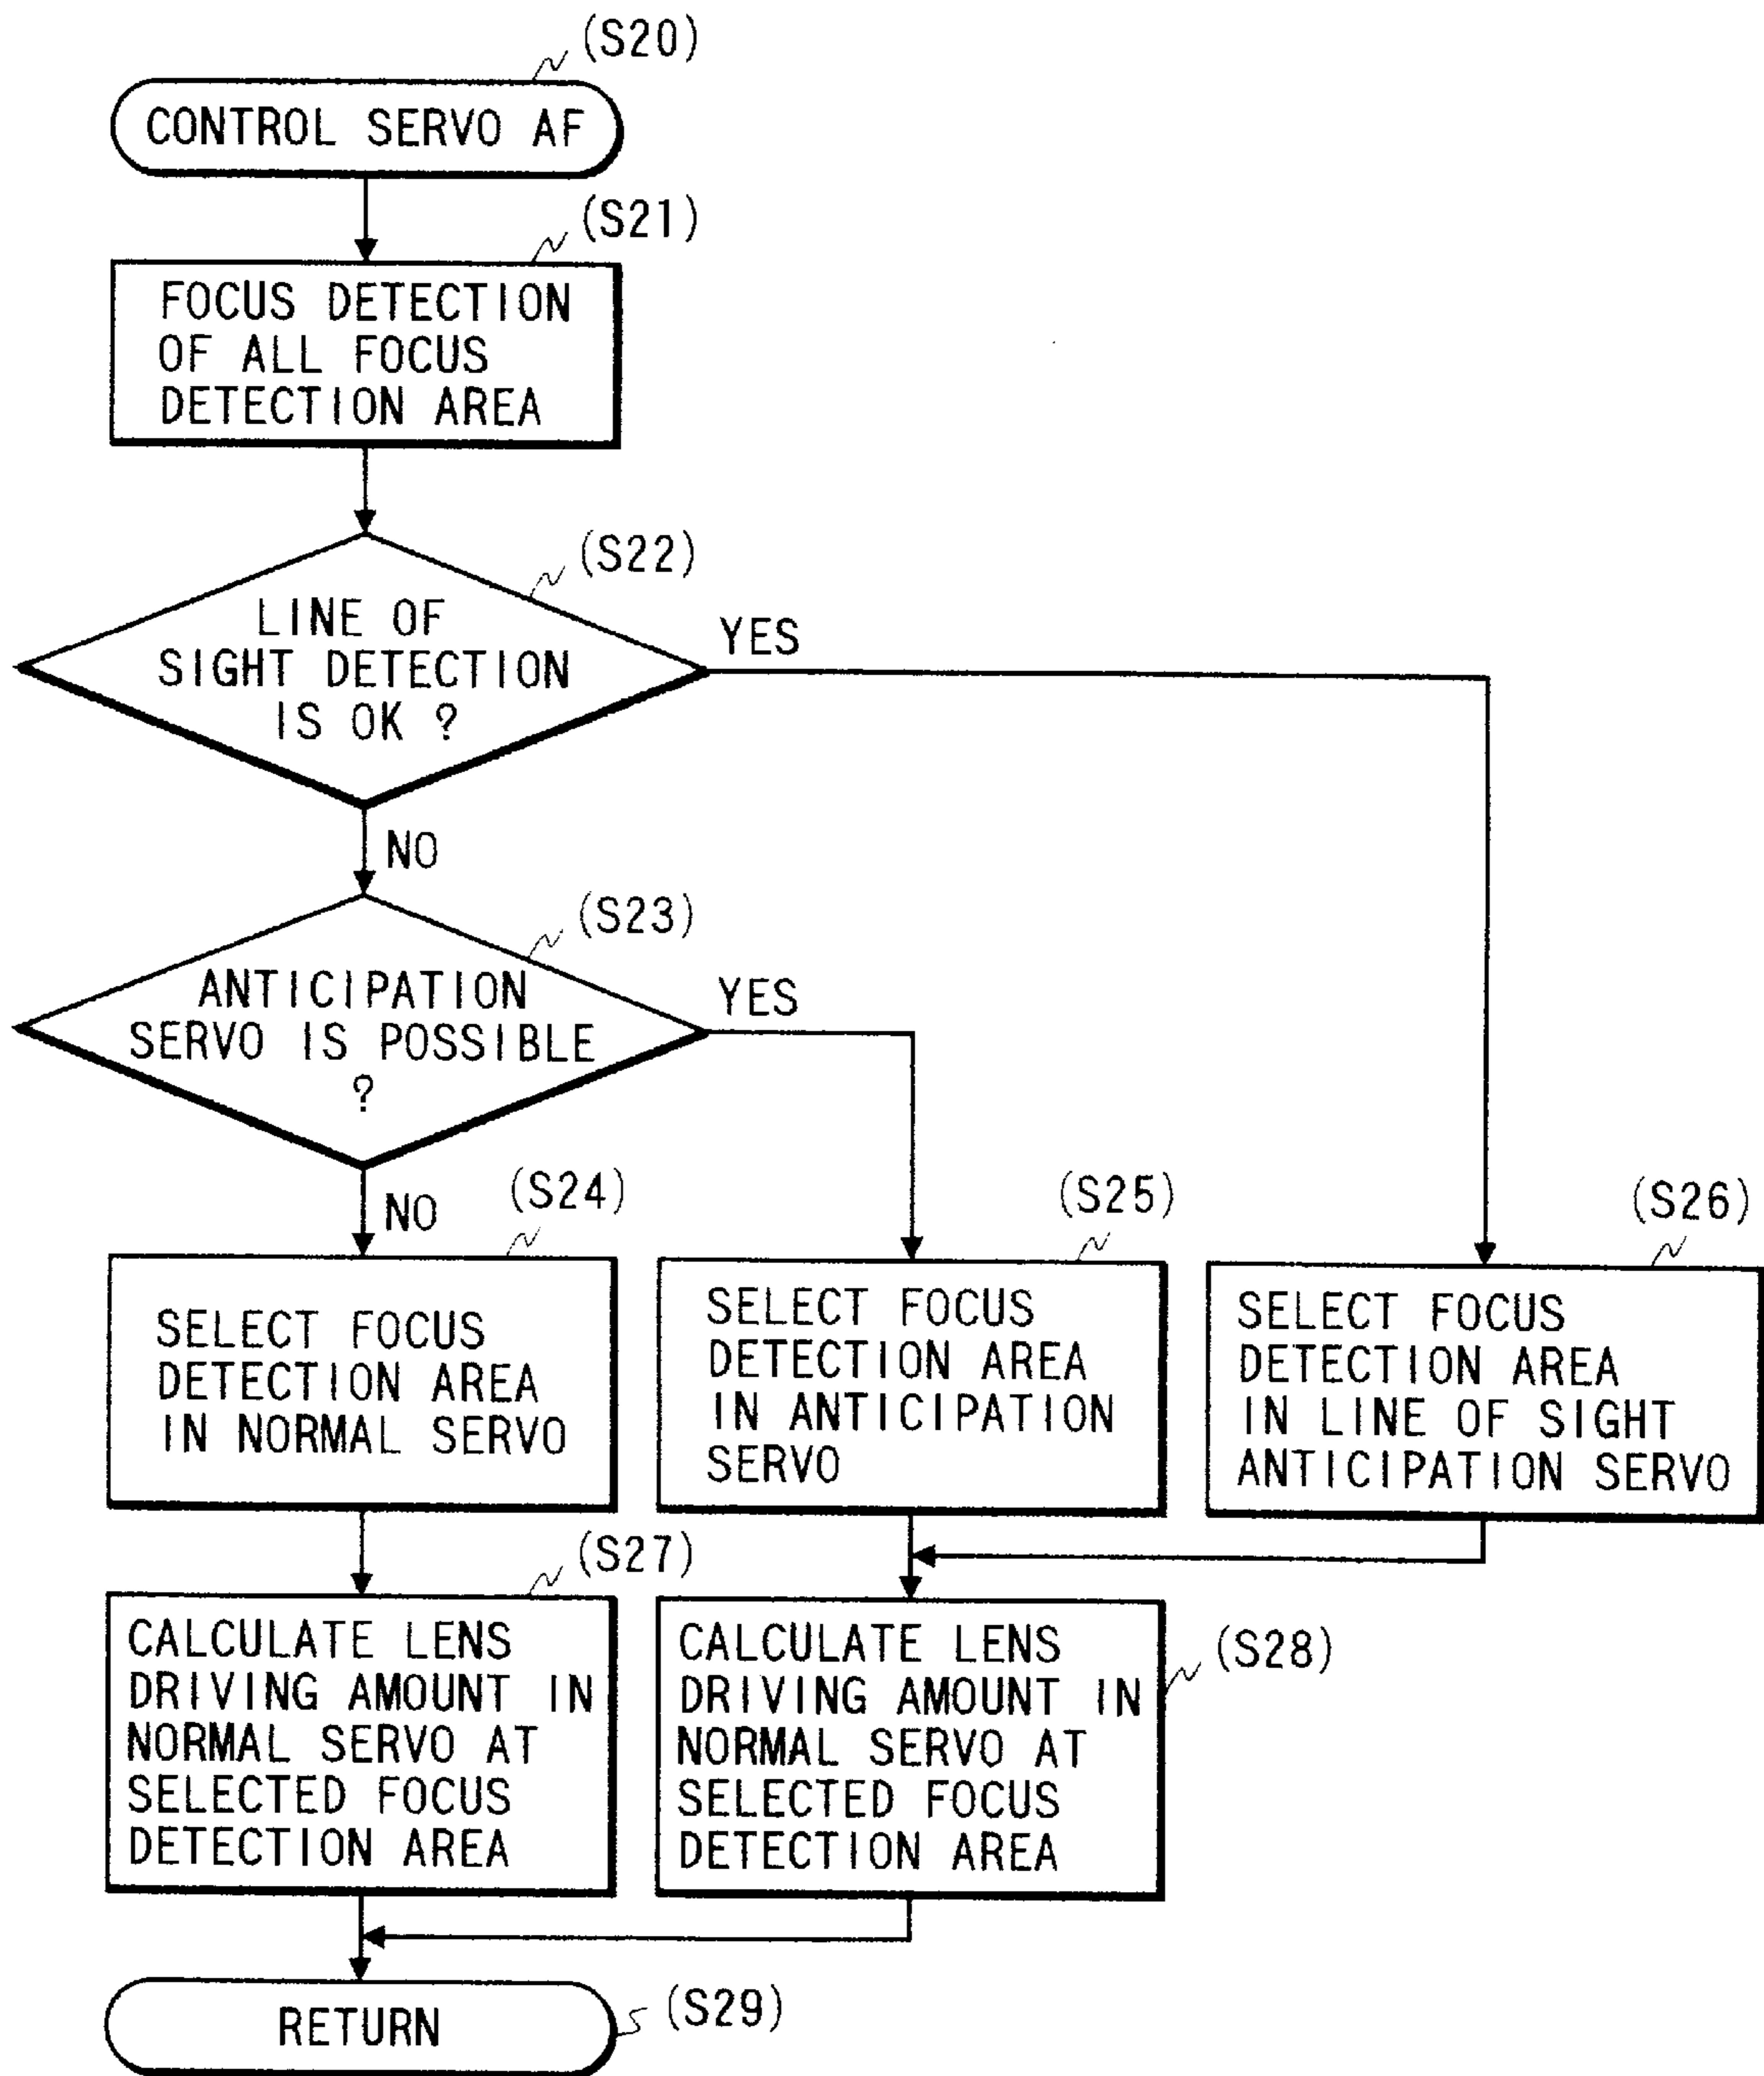 (S20)
CONTROL SERVO AF
(S21)
FOCUS DETECTION
OF ALL FOCUS
DETECTION AREA
(S22)
LINE OF
SIGHT DETECTION
IS OK ?
YES
NO
(S23)
ANTICIPATION
SERVO IS POSSIBLE
?
YES
NO
(S24)
SELECT FOCUS
DETECTION AREA
IN NORMAL SERVO
(S25)
SELECT FOCUS
DETECTION AREA
IN ANTICIPATION
SERVO
(S26)
SELECT FOCUS
DETECTION AREA
IN LINE OF SIGHT
ANTICIPATION SERVO
(S27)
CALCULATE LENS
DRIVING AMOUNT IN
NORMAL SERVO AT
SELECTED FOCUS
DETECTION AREA
(S28)
CALCULATE LENS
DRIVING AMOUNT IN
NORMAL SERVO AT
SELECTED FOCUS
DETECTION AREA
RETURN
(S29)